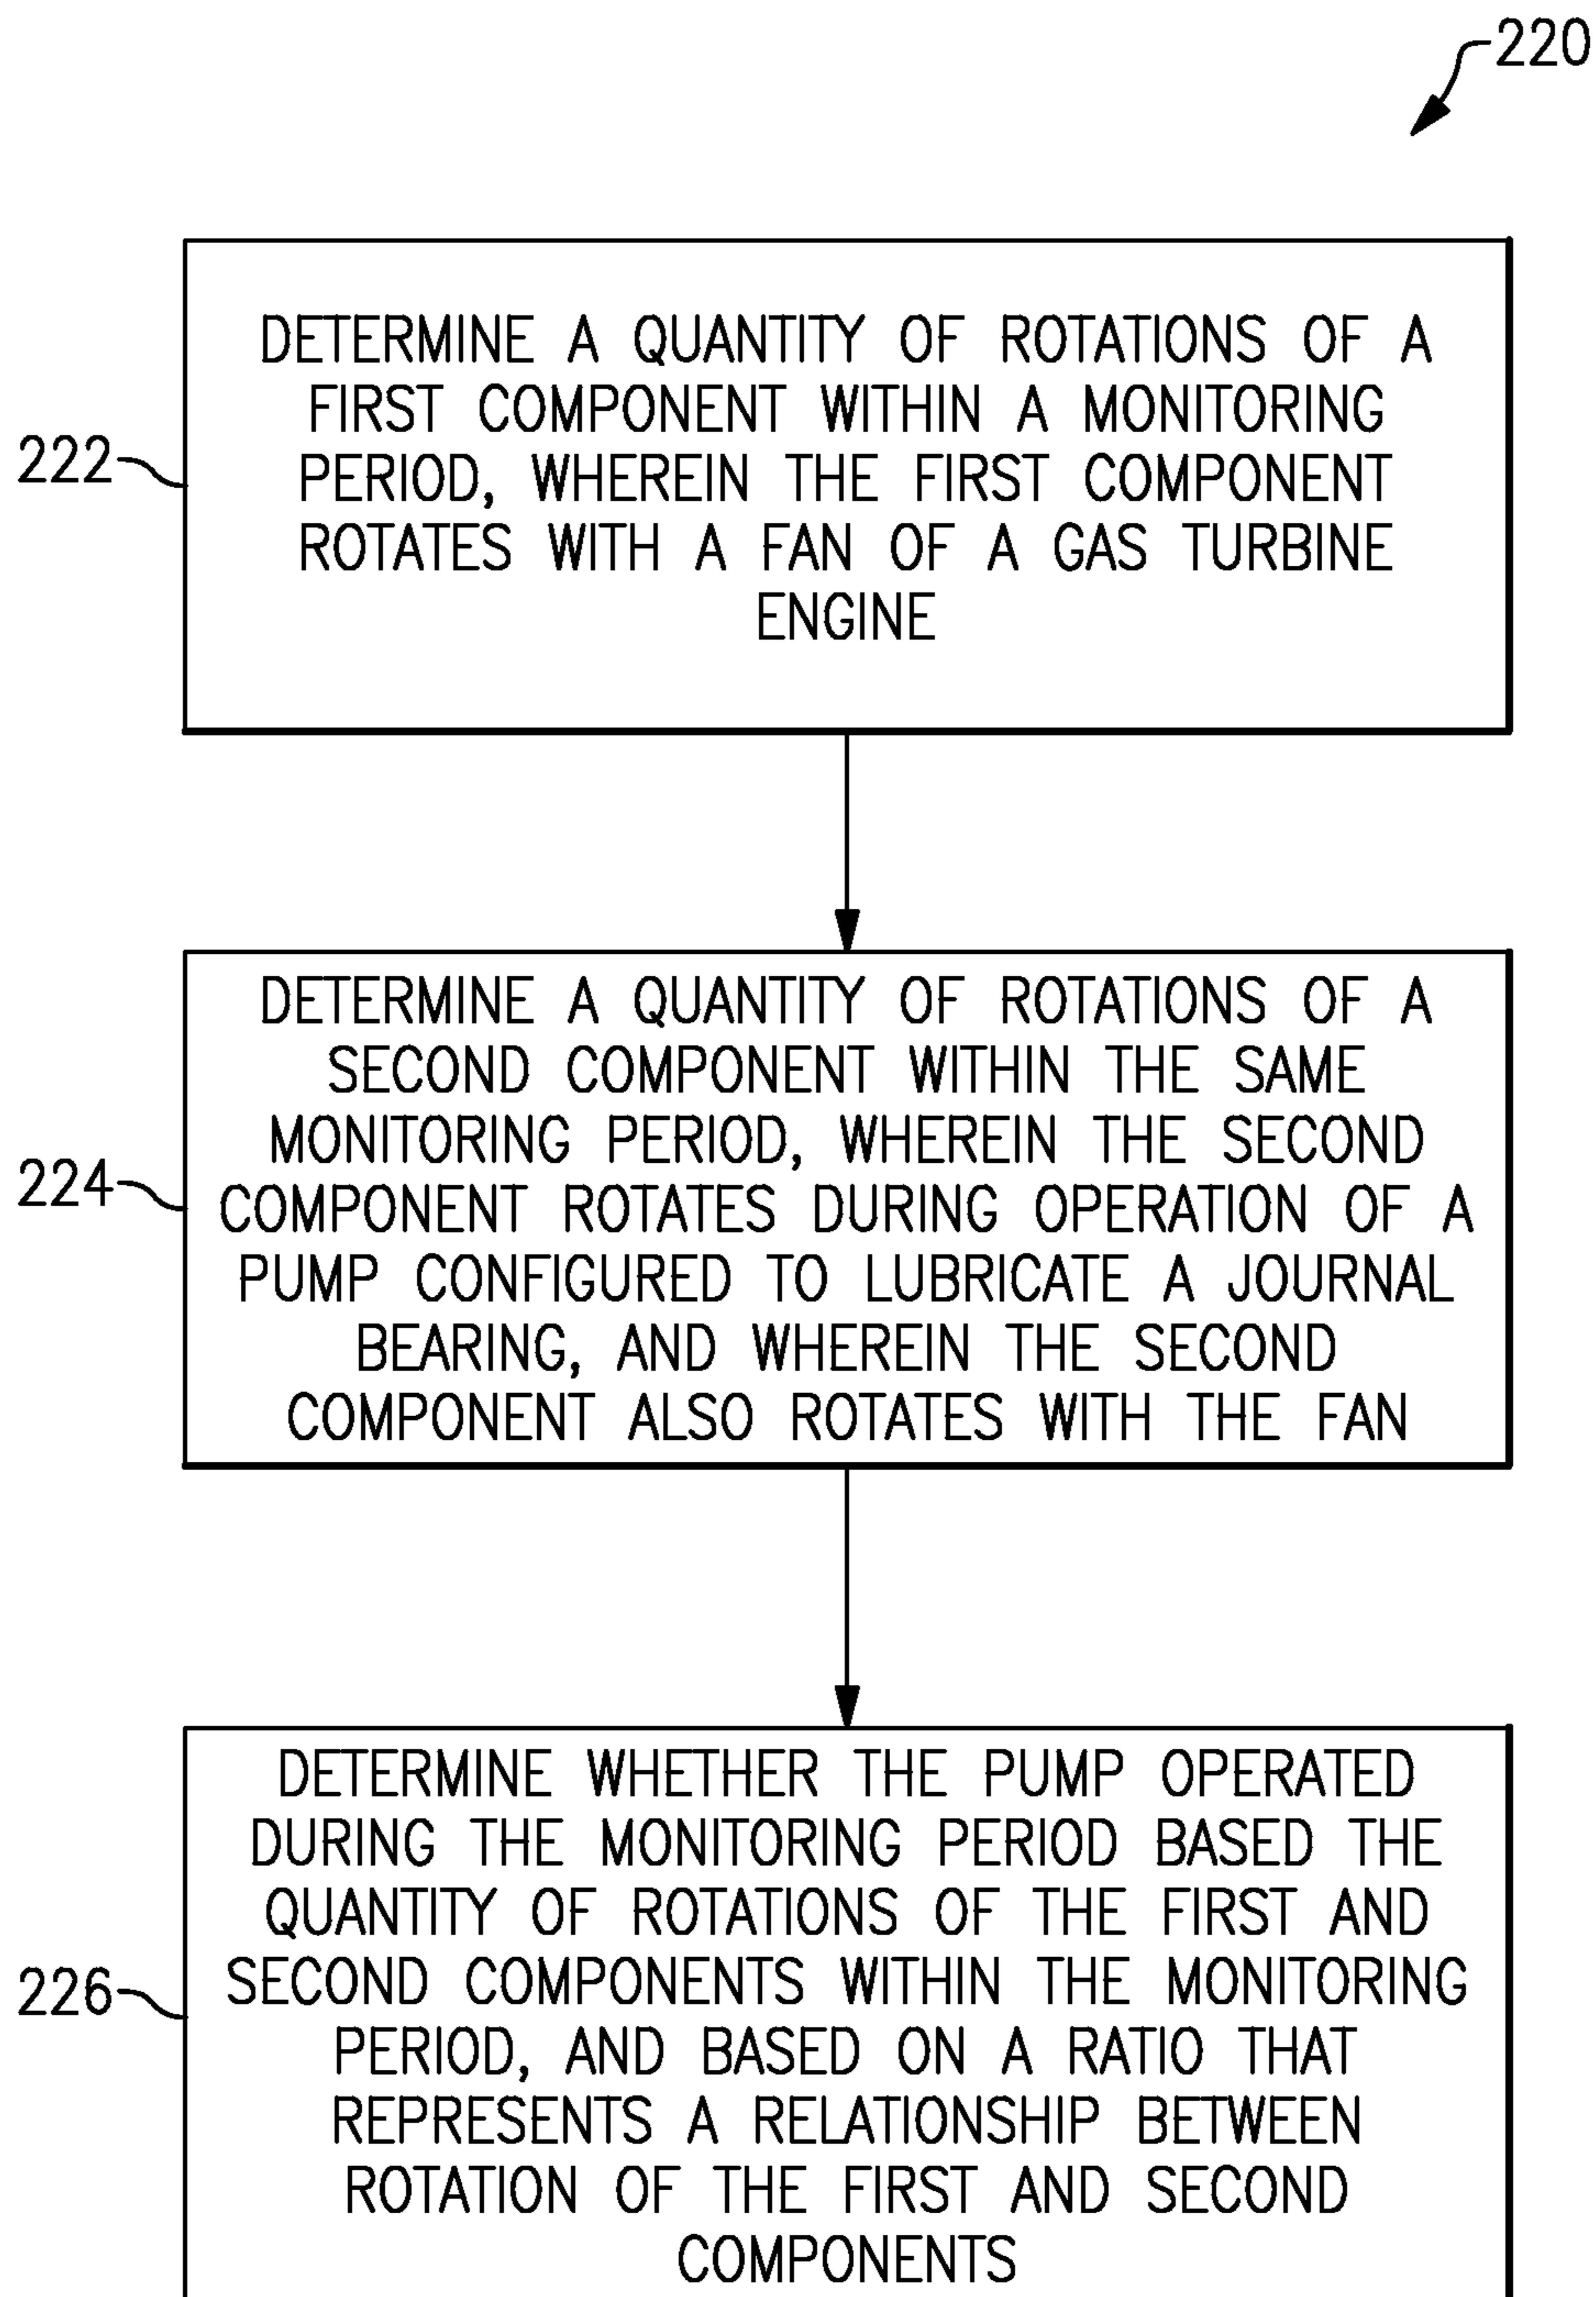 220
DETERMINE A QUANTITY OF ROTATIONS OF A
FIRST COMPONENT WITHIN A MONITORING
PERIOD, WHEREIN THE FIRST COMPONENT
ROTATES WITH A FAN OF A GAS TURBINE
ENGINE
222
DETERMINE A QUANTITY OF ROTATIONS OF A
SECOND COMPONENT WITHIN THE SAME
MONITORING PERIOD, WHEREIN THE SECOND
COMPONENT ROTATES DURING OPERATION OF A
PUMP CONFIGURED TO LUBRICATE A JOURNAL
BEARING, AND WHEREIN THE SECOND
COMPONENT ALSO ROTATES WITH THE FAN
224
DETERMINE WHETHER THE PUMP OPERATED
DURING THE MONITORING PERIOD BASED THE
QUANTITY OF ROTATIONS OF THE FIRST AND
SECOND COMPONENTS WITHIN THE MONITORING
PERIOD, AND BASED ON A RATIO THAT
REPRESENTS A RELATIONSHIP BETWEEN
ROTATION OF THE FIRST AND SECOND
COMPONENTS
226